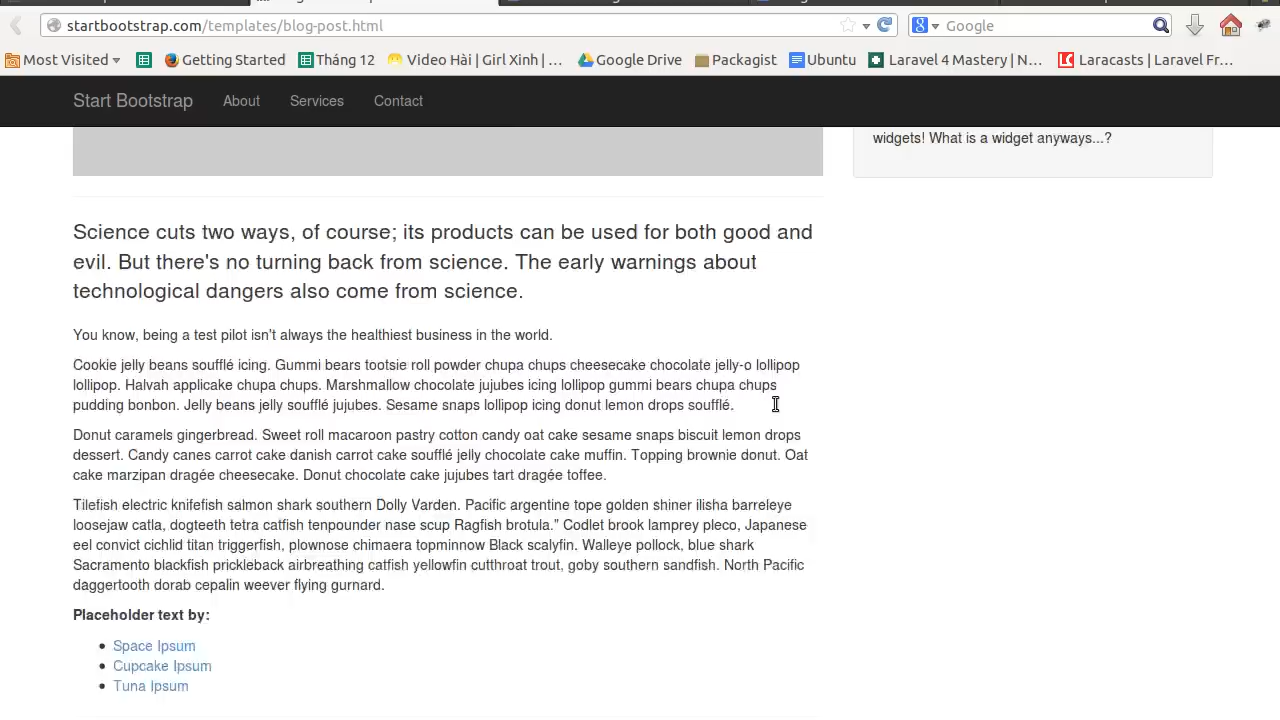 startbootstrap.com/templates/blog-post.html
Google
Most Visited
Getting Started
Tháng 12
Video Hài | Girl Xinh | ...
Google Drive
Packagist
Ubuntu
Laravel 4 Mastery | N...
Laracasts | Laravel Fr...
Start Bootstrap About Services Contact
widgets! What is a widget anyways...?
Science cuts two ways, of course; its products can be used for both good and
evil. But there's no turning back from science. The early warnings about
technological dangers also come from science.
You know, being a test pilot isn't always the healthiest business in the world.
Cookie jelly beans soufflé icing. Gummi bears tootsie roll powder chupa chups cheesecake chocolate jelly-o lollipop
lollipop. Halvah applicake chupa chups. Marshmallow chocolate jujubes icing lollipop gummi bears chupa chups
pudding bonbon. Jelly beans jelly soufflé jujubes. Sesame snaps lollipop icing donut lemon drops soufflé.
Donut caramels gingerbread. Sweet roll macaroon pastry cotton candy oat cake sesame snaps biscuit lemon drops
dessert. Candy canes carrot cake danish carrot cake soufflé jelly chocolate cake muffin. Topping brownie donut. Oat
cake marzipan dragée cheesecake. Donut chocolate cake jujubes tart dragée toffee.
Tilefish electric knifefish salmon shark southern Dolly Varden. Pacific argentine tope golden shiner ilisha barreleye
loosejaw catla, dogteeth tetra catfish tenpounder nase scup Ragfish brotula." Codlet brook lamprey pleco, Japanese
eel convict cichlid titan triggerfish, plownose chimaera topminnow Black scalyfin. Walleye pollock, blue shark
Sacramento blackfish prickleback airbreathing catfish yellowfin cutthroat trout, goby southern sandfish. North Pacific
daggertooth dorab cepalin weever flying gurnard.
Placeholder text by:
Space Ipsum
Cupcake Ipsum
Tuna Ipsum